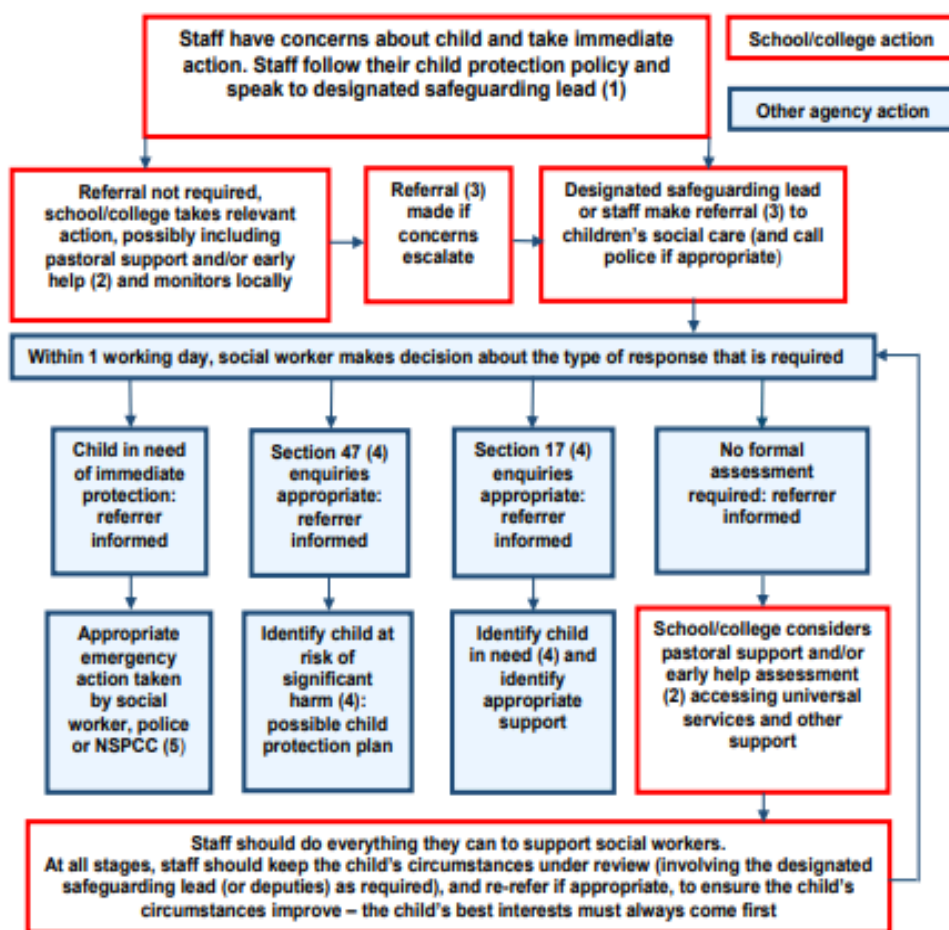 Staff have concerns about child and take immediate
action. Staff follow their child protection policy and
speak to designated safeguarding lead (1)
School/college action
Other agency action
Referral not required,
school/college takes relevant
action, possibly including
pastoral support and/or early
help (2) and monitors locally
Referral (3)
made if
concerns
escalate
Designated safeguarding lead
or staff make referral (3) to
children's social care (and call
police if appropriate)
Within 1 working day, social worker makes decision about the type of response that is required
Child in need
of immediate
protection:
referrer
informed
Section 47 (4)
enquiries
appropriate:
referrer
informed
Section 17 (4)
enquiries
appropriate:
referrer
informed
No formal
assessment
required: referrer
informed
Appropriate
emergency
action taken
by social
worker, police
or NSPCC (5)
Identify child at
risk of
significant
harm (4):
possible child
protection plan
Identify child
in need (4) and
identify
appropriate
support
School/college considers
pastoral support and/or
early help assessment
(2) accessing universal
services and other
support
Staff should do everything they can to support social workers.
At all stages, staff should keep the child's circumstances under review (involving the designated
safeguarding lead (or deputies) as required), and re-refer if appropriate, to ensure the child's
circumstances improve – the child's best interests must always come first